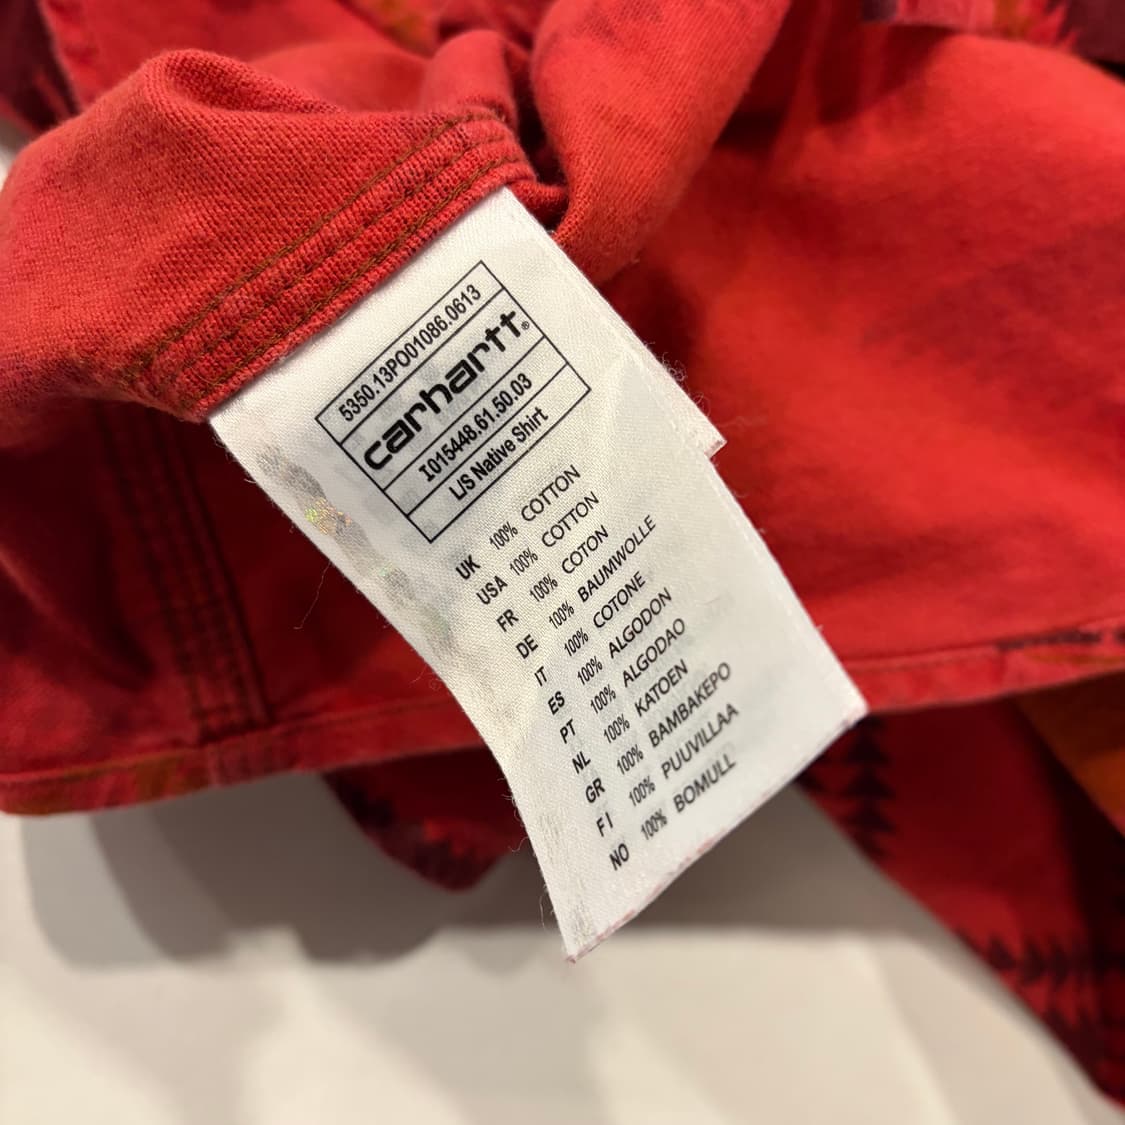 5350.13PO01086.0613
carhartt®
I015448.61.50.03
L/S Native Shirt
UK 100% COTTON
USA 100% COTTON
FR 100% COTON
DE 100% BAUMWOLLE
IT 100% COTONE
ES 100% ALGODON
PT 100% ALGODAO
NL 100% KATOEN
GR 100% BAMBAKEPO
FI 100% PUUVILLAA
NO 100% BOMULL